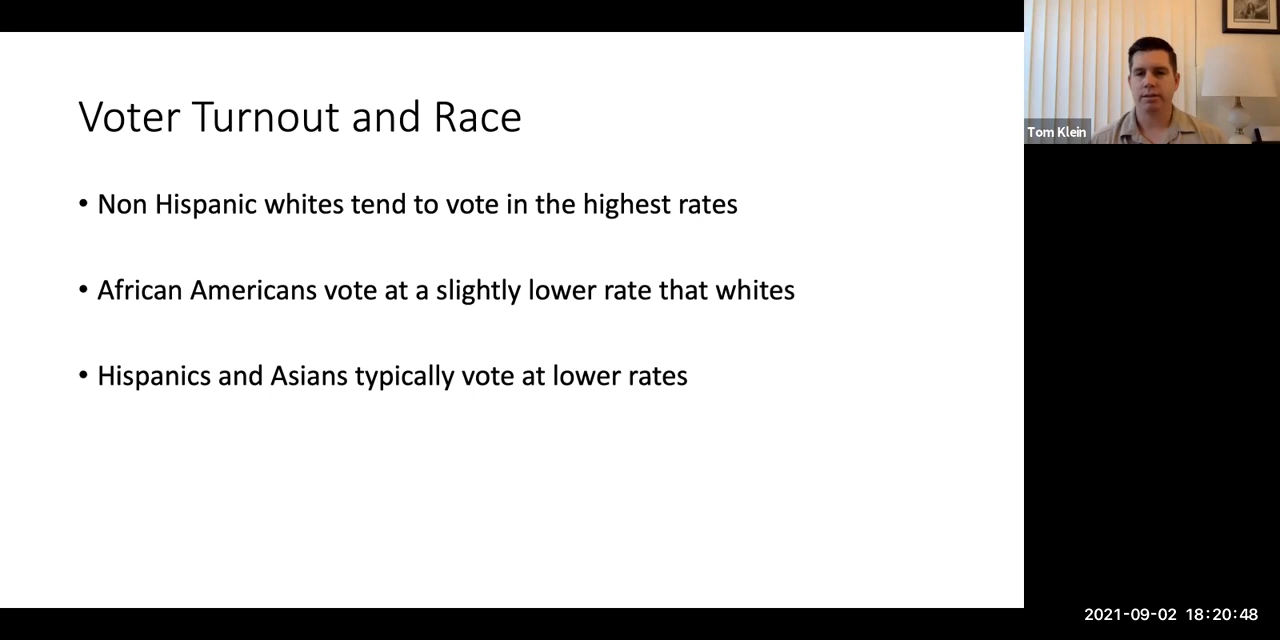 Voter Turnout and Race
• Non Hispanic whites tend to vote in the highest rates
• African Americans vote at a slightly lower rate that whites
• Hispanics and Asians typically vote at lower rates
Tom Klein
2021-09-02 18:20:48